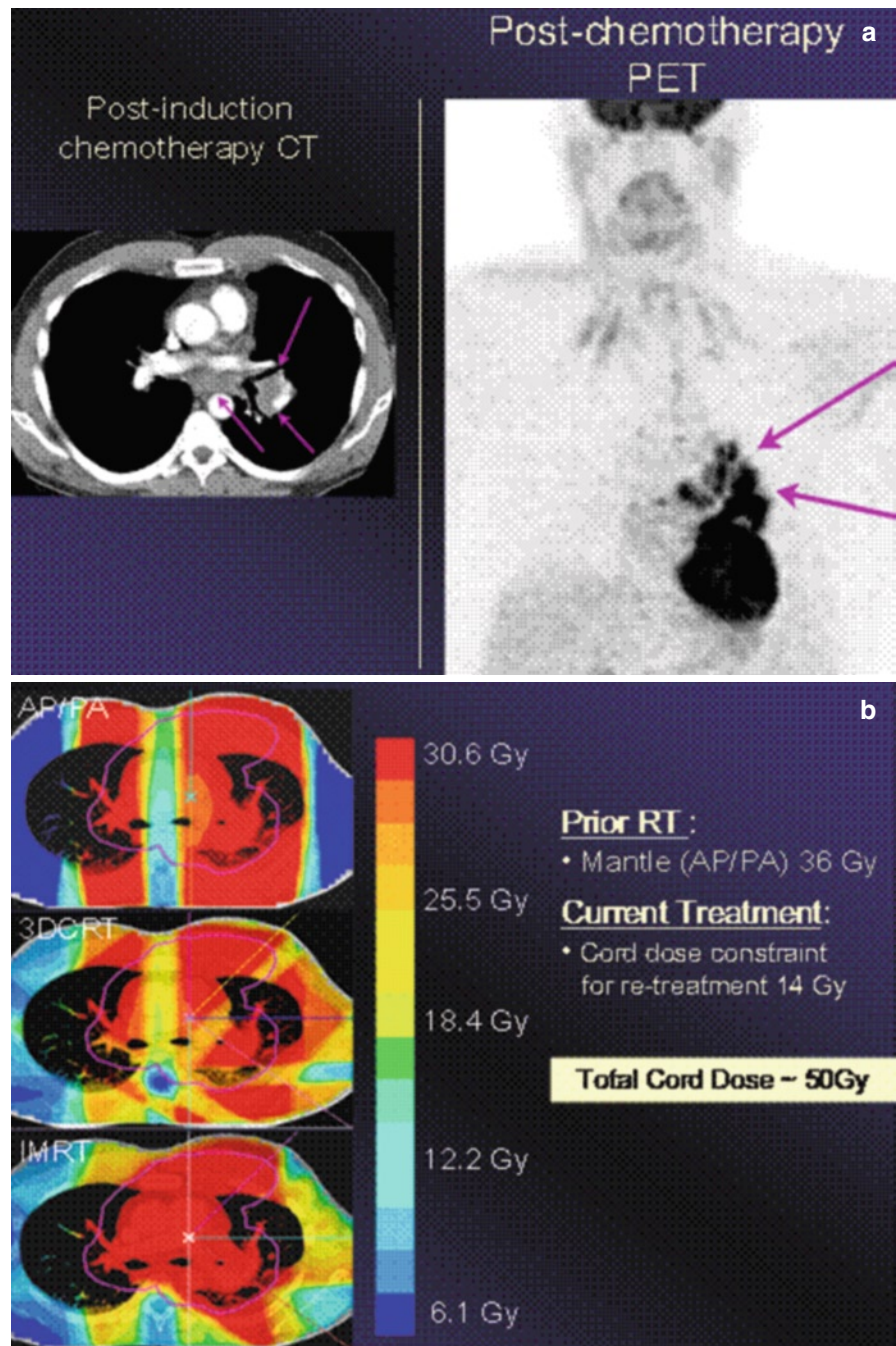 Post-chemotherapy
PET
a
Post-induction
chemotherapy CT
b
AP/PA
3DCRT
IMRT
30.6 Gy
25.5 Gy
18.4 Gy
12.2 Gy
6.1 Gy
Prior RT :
• Mantle (AP/PA) 36 Gy
Current Treatment:
• Cord dose constraint
for re-treatment 14 Gy
Total Cord Dose ~ 50Gy